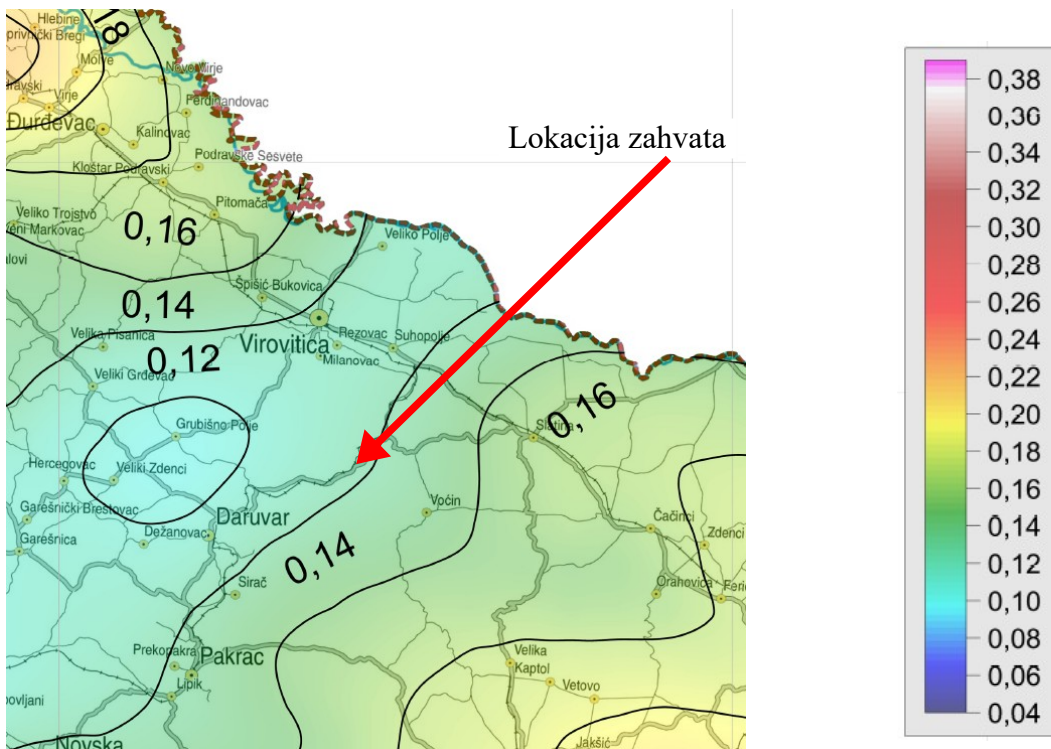 Hlebine
Molve
Novo Virje
Virje
Ferdinandovac
Đurđevac
Kalinovac
Podravske Sesvete
Kloštar Podravski
Veliko Trojstvo
Pitomača
0,16
Veliko Polje
Lokacija zahvata
Špišić Bukovica
0,14
Velika Pisanica
Virovitica
Rezovac
Suhopolje
Milanovac
0,12
Veliki Grđevac
0,16
Grubišno Polje
Slatina
Hercegovac
Veliki Zdenci
Voćin
Garešnički Brestovac
Daruvar
Čačinci
Zdenci
Garešnica
Dežanovac
0,14
Sirač
Orahovica
Prekopakra
Pakrac
Velika
Kaptol
Lipik
Vetovo
Novska
Jakšić
0,38
0,36
0,34
0,32
0,30
0,28
0,26
0,24
0,22
0,20
0,18
0,16
0,14
0,12
0,10
0,08
0,06
0,04